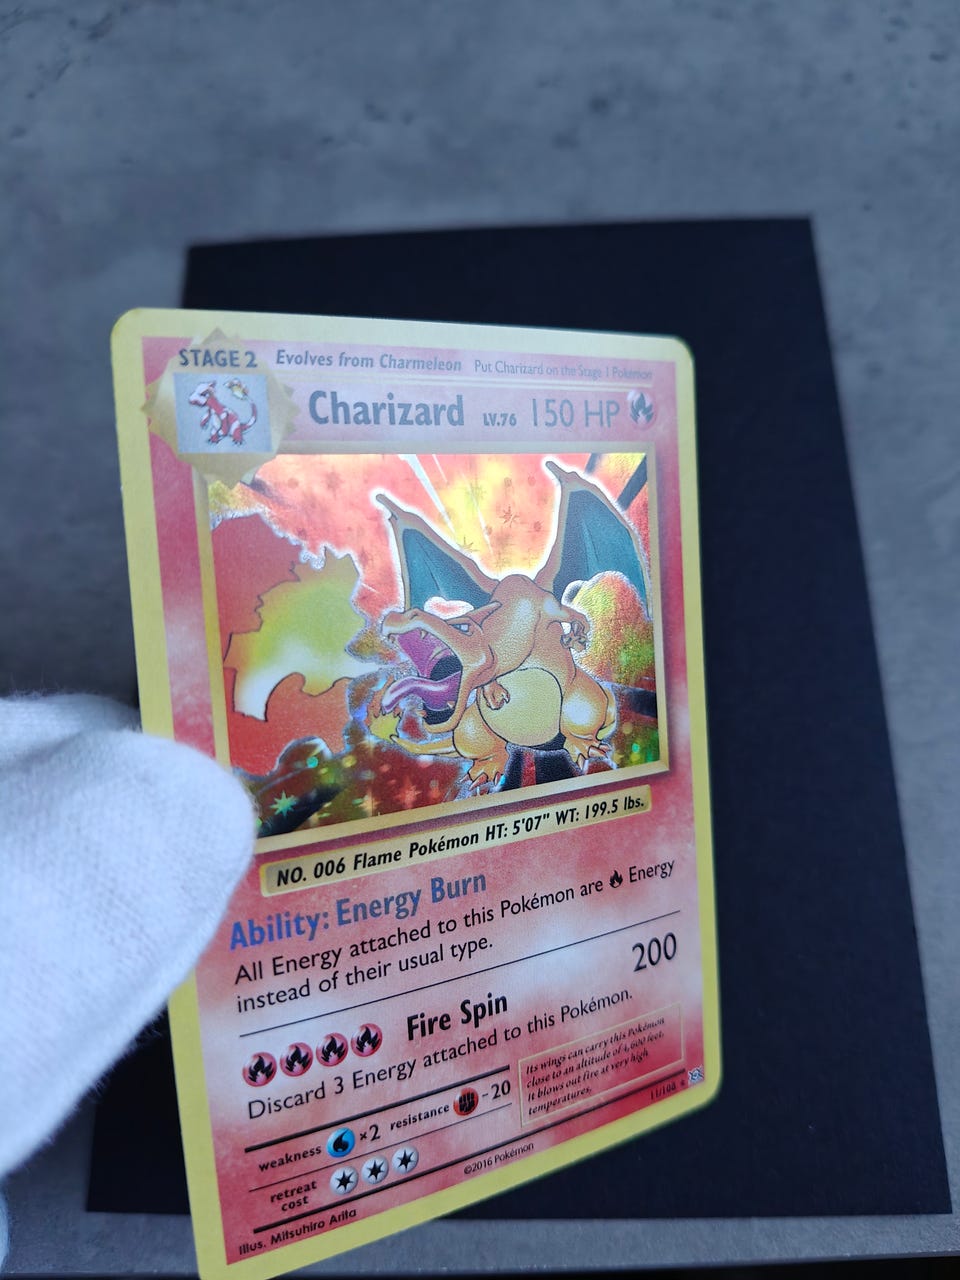 STAGE 2 Evolves from Charmeleon Put Charizard on the Stage 1 Pokémon
Charizard LV.76 150 HP
NO. 006 Flame Pokémon HT: 5'07" WT: 199.5 lbs.
Ability: Energy Burn
All Energy attached to this Pokémon are Energy
instead of their usual type.
Fire Spin 200
Discard 3 Energy attached to this Pokémon.
weakness ×2 resistance -20
retreat
cost
Its wings can carry this Pokémon
close to an altitude of 4,600 feet.
It blows out fire at very high
temperatures.
Illus. Mitsuhiro Arita
©2016 Pokémon
11/108 ★